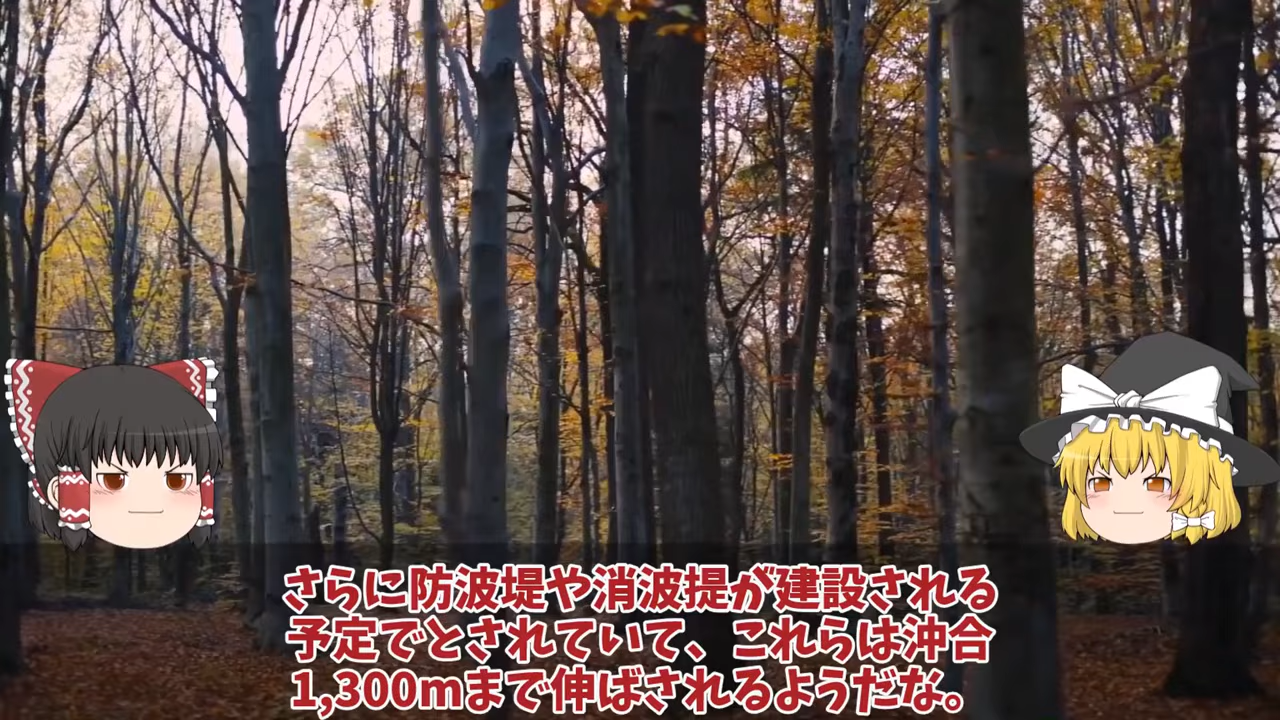 さらに防波堤や消波提が建設される
予定でとされていて、これらは沖合
1,300mまで伸ばされるようだな。